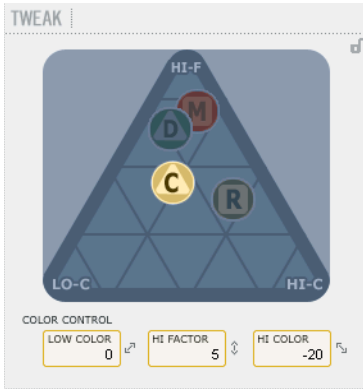 TWEAK
HI-F
M
D
C
R
LO-C
HI-C
COLOR CONTROL
LOW COLOR
0
HI FACTOR
5
HI COLOR
-20